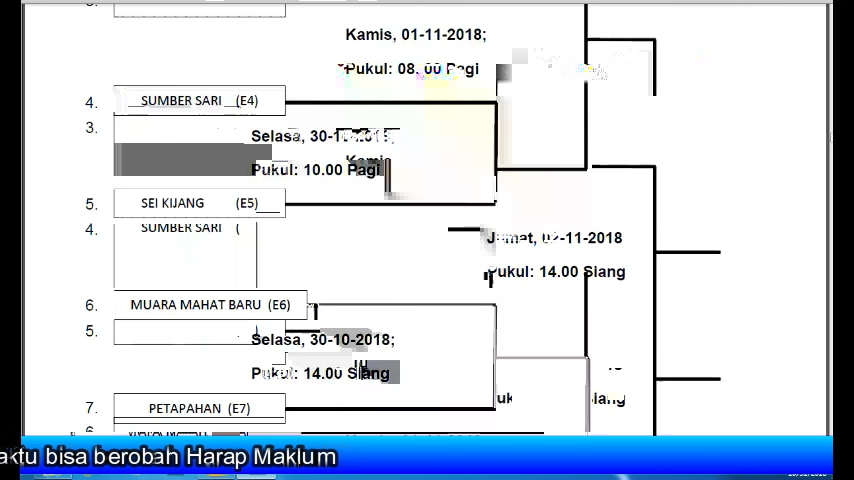 Kamis, 01-11-2018;
Pukul: 08. 00 Pagi
4. SUMBER SARI (E4)
3.
Selasa, 30-10-2018;
Pukul: 10.00 Pagi
5. SEI KIJANG (E5)
4. SUMBER SARI (
Jumat, 02-11-2018
Pukul: 14.00 Siang
6. MUARA MAHAT BARU (E6)
5.
Selasa, 30-10-2018;
Pukul: 14.00 Siang
7. PETAPAHAN (E7)
aktu bisa berobah Harap Maklum